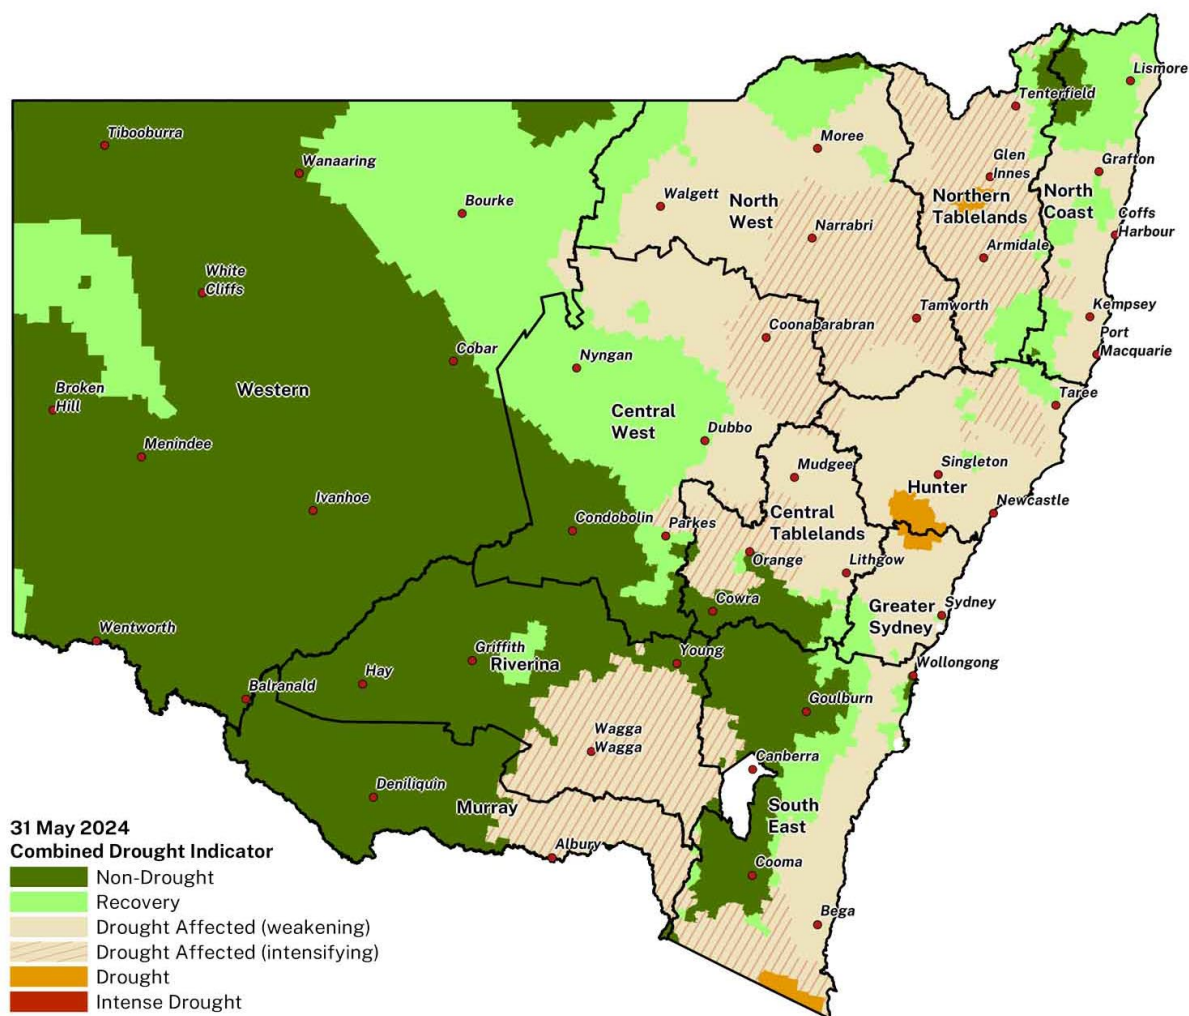 Lismore
Tenterfield
Tibooburra
Moree
Wanaaring
Glen
Innes
Grafton
Walgett
North
West
Northern
Tablelands
North
Coast
Bourke
Coffs
Harbour
Narrabri
Armidale
White
Cliffs
Tamworth
Kempsey
Coonabarabran
Port
Macquarie
Cobar
Nyngan
Broken
Hill
Western
Taree
Central
West
Dubbo
Menindee
Mudgee
Singleton
Hunter
Ivanhoe
Newcastle
Condobolin
Parkes
Central
Tablelands
Orange
Lithgow
Cowra
Greater
Sydney
Sydney
Wentworth
Griffith
Riverina
Young
Wollongong
Hay
Balranald
Goulburn
Wagga
Wagga
Canberra
Deniliquin
Murray
South
East
Albury
Cooma
Bega
31 May 2024
Combined Drought Indicator
Non-Drought
Recovery
Drought Affected (weakening)
Drought Affected (intensifying)
Drought
Intense Drought